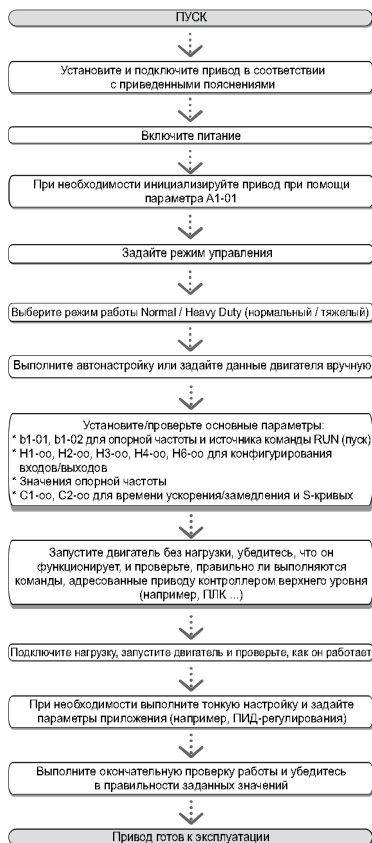 ПУСК
Установите и подключите привод в соответствии
с приведенными пояснениями
Включите питание
При необходимости инициализируйте привод при помощи
параметра A1-01
Задайте режим управления
Выберите режим работы Normal / Heavy Duty (нормальный / тяжелый)
Выполните автонастройку или задайте данные двигателя вручную
Установите/проверьте основные параметры:
* b1-01, b1-02 для опорной частоты и источника команды RUN (пуск)
* H1-oo, H2-oo, H3-oo, H4-oo, H6-oo для конфигурирования
входов/выходов
* Значения опорной частоты
* C1-oo, C2-oo для времени ускорения/замедления и S-кривых
Запустите двигатель без нагрузки, убедитесь, что он
функционирует, и проверьте, правильно ли выполняются
команды, адресованные приводу контроллером верхнего уровня
(например, ПЛК ...)
Подключите нагрузку, запустите двигатель и проверьте, как он работает
При необходимости выполните тонкую настройку и задайте
параметры приложения (например, ПИД-регулирования)
Выполните окончательную проверку работы и убедитесь
в правильности заданных значений
Привод готов к эксплуатации